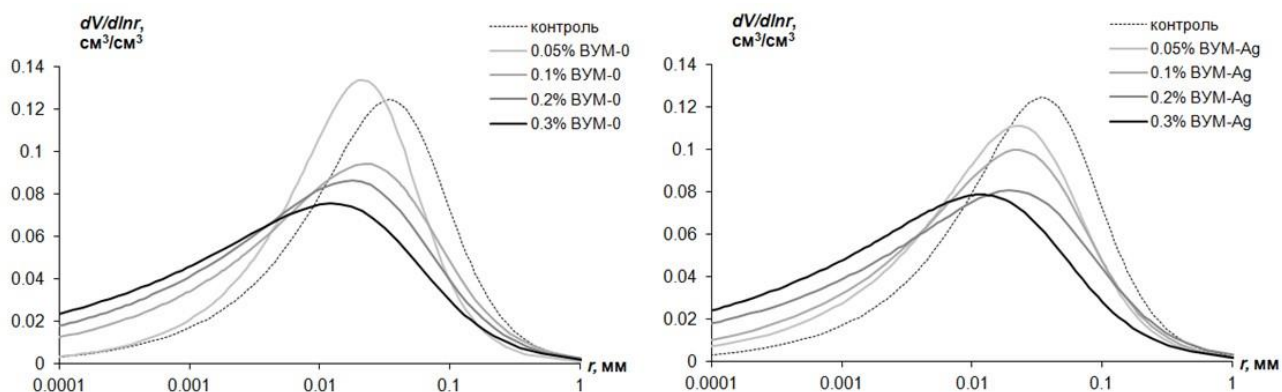 dV/dlnr,
см³/см³
контроль
0.05% ВУМ-0
0.1% ВУМ-0
0.2% ВУМ-0
0.3% ВУМ-0
0.14
0.12
0.1
0.08
0.06
0.04
0.02
0
0.0001 0.001 0.01 0.1 1
r, мм
dV/dlnr,
см³/см³
контроль
0.05% ВУМ-Ag
0.1% ВУМ-Ag
0.2% ВУМ-Ag
0.3% ВУМ-Ag
0.14
0.12
0.1
0.08
0.06
0.04
0.02
0
0.0001 0.001 0.01 0.1 1
r, мм